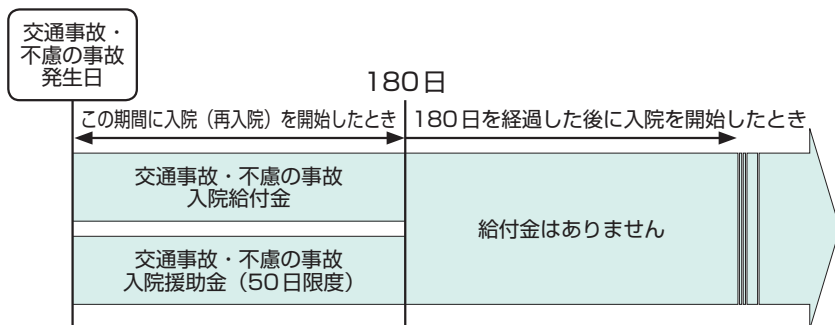 交通事故・
不慮の事故
発生日
180日
この期間に入院（再入院）を開始したとき
180日を経過した後に入院を開始したとき
交通事故・不慮の事故
入院給付金
交通事故・不慮の事故
入院援助金（50日限度）
給付金はありません